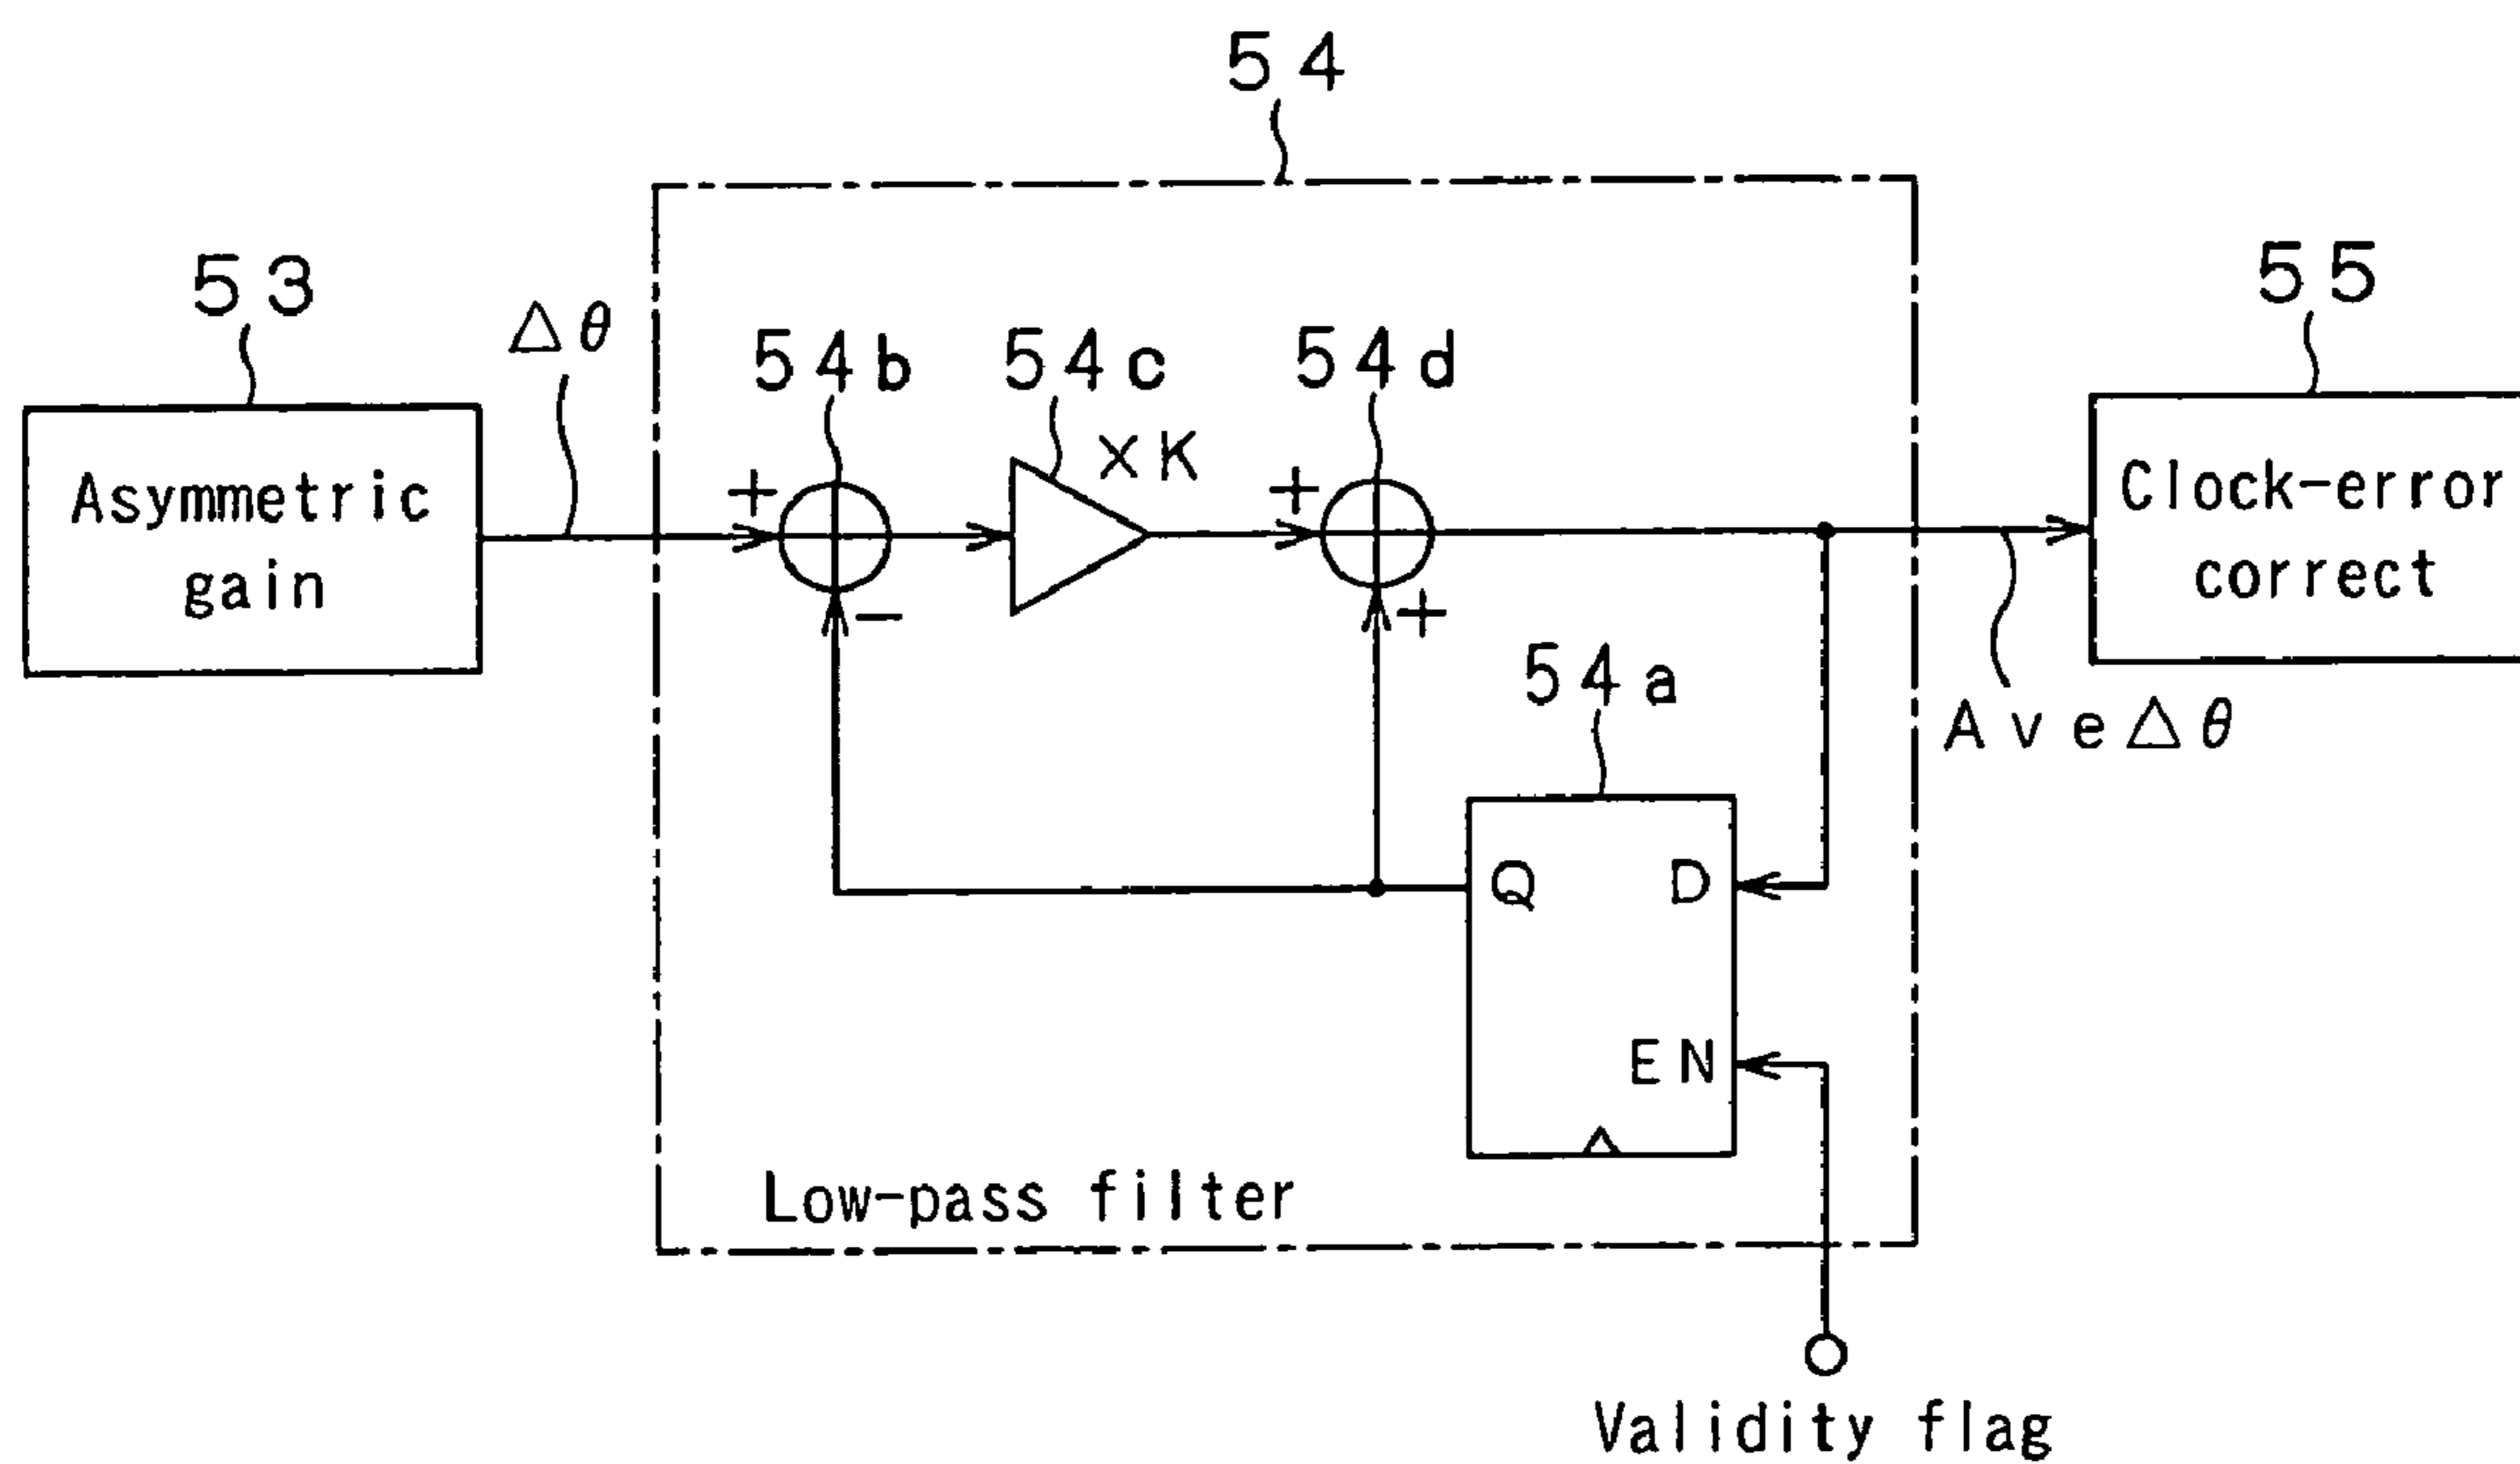 54
53
Δθ
55
54b
54c
54d
×K
+
+
Asymmetric
gain
Clock-error
correct
−
+
54a
AveΔθ
Q
D
EN
Low-pass filter
Validity flag